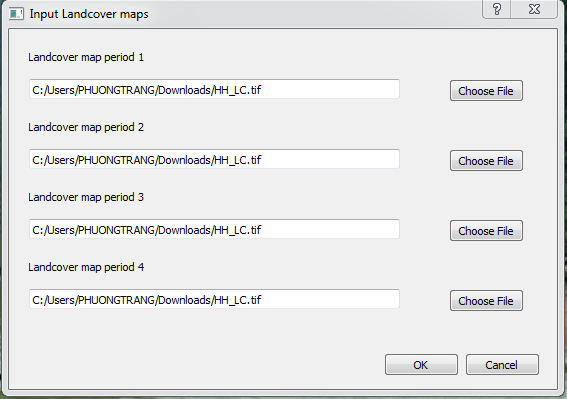 Input Landcover maps
Landcover map period 1
C:/Users/PHUONGTRANG/Downloads/HH_LC.tif
Choose File
Landcover map period 2
C:/Users/PHUONGTRANG/Downloads/HH_LC.tif
Choose File
Landcover map period 3
C:/Users/PHUONGTRANG/Downloads/HH_LC.tif
Choose File
Landcover map period 4
C:/Users/PHUONGTRANG/Downloads/HH_LC.tif
Choose File
OK Cancel